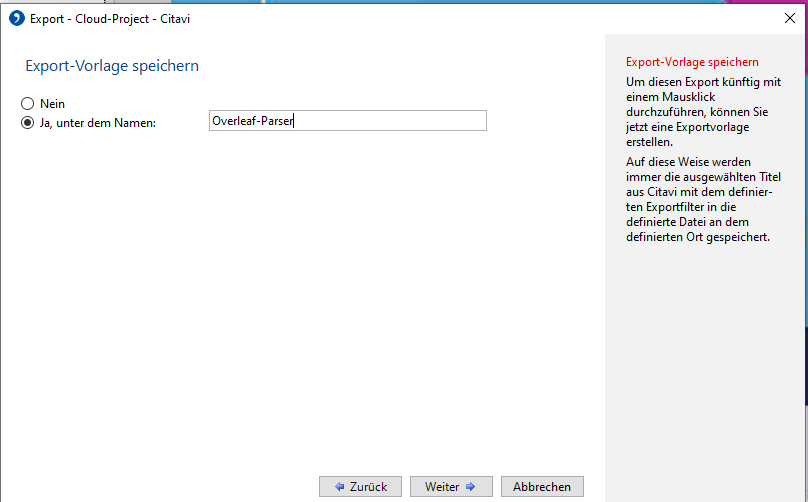 Export - Cloud-Project - Citavi
Export-Vorlage speichern
Nein
Ja, unter dem Namen:
Overleaf-Parser
Export-Vorlage speichern
Um diesen Export künftig mit
einem Mausklick
durchzuführen, können Sie
jetzt eine Exportvorlage
erstellen.
Auf diese Weise werden
immer die ausgewählten Titel
aus Citavi mit dem definier-
ten Exportfilter in die
definierte Datei an dem
definierten Ort gespeichert.
Zurück
Weiter
Abbrechen